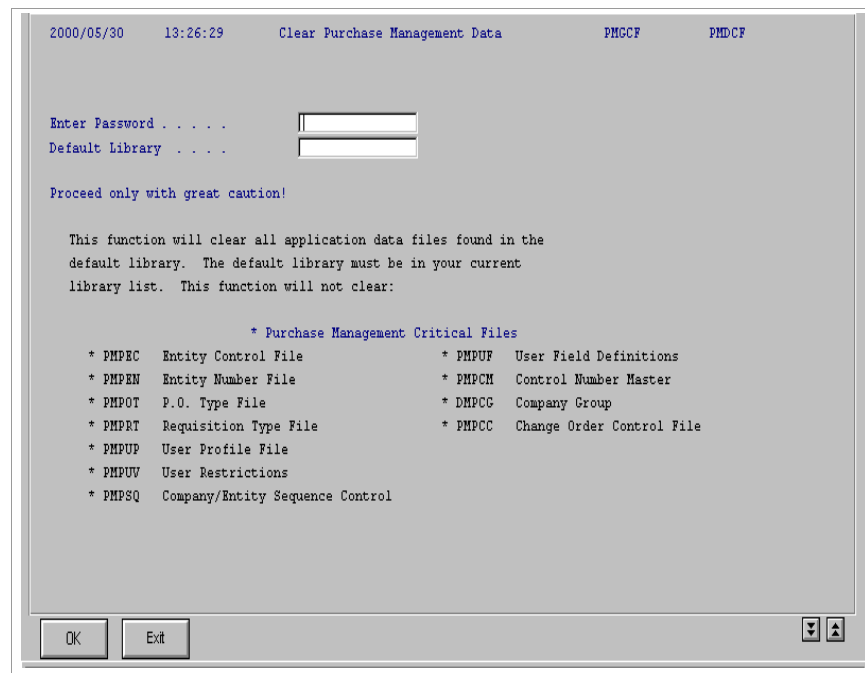 2000/05/30 13:26:29 Clear Purchase Management Data PMGCF PMDCF
Enter Password . . . . .
Default Library . . . .
Proceed only with great caution!
This function will clear all application data files found in the
default library. The default library must be in your current
library list. This function will not clear:
* Purchase Management Critical Files
* PMPEC Entity Control File * PMPUF User Field Definitions
* PMPEN Entity Number File * PMPCM Control Number Master
* PMPOT P.O. Type File * DMPCG Company Group
* PMPRT Requisition Type File * PMPCC Change Order Control File
* PMPUP User Profile File
* PMPUV User Restrictions
* PMPSQ Company/Entity Sequence Control
OK Exit